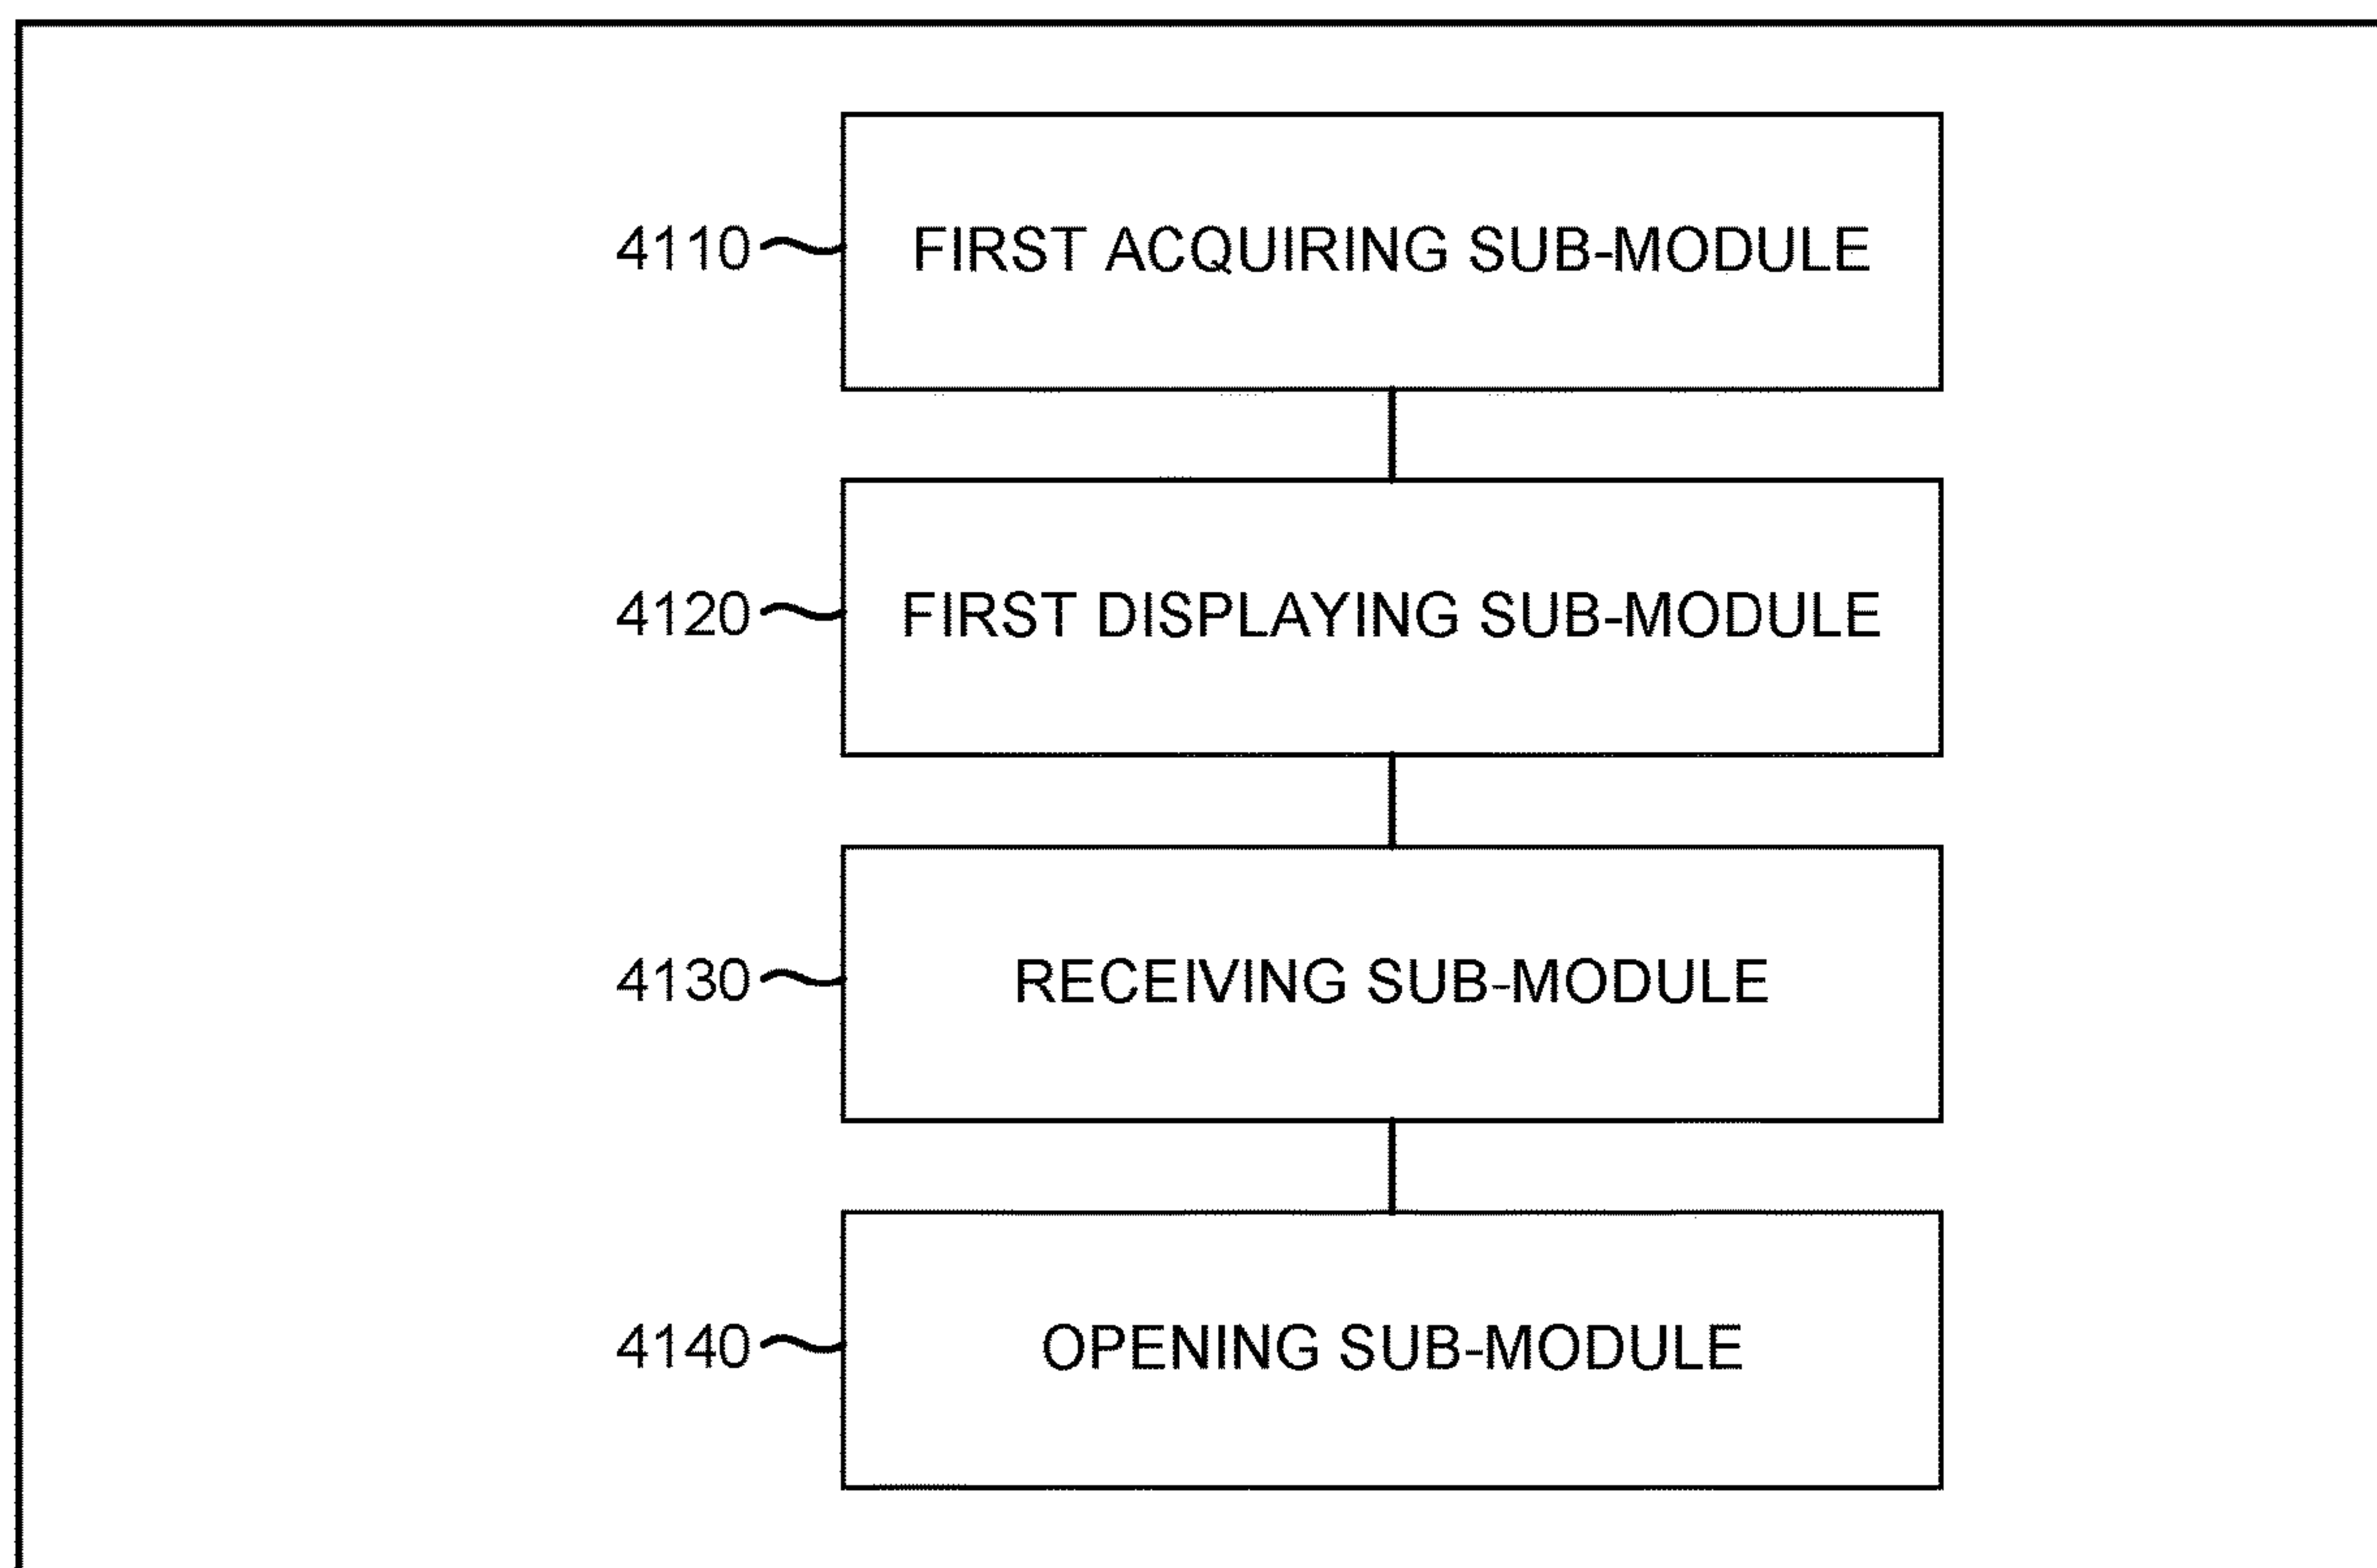 4110 FIRST ACQUIRING SUB-MODULE
4120 FIRST DISPLAYING SUB-MODULE
4130 RECEIVING SUB-MODULE
4140 OPENING SUB-MODULE